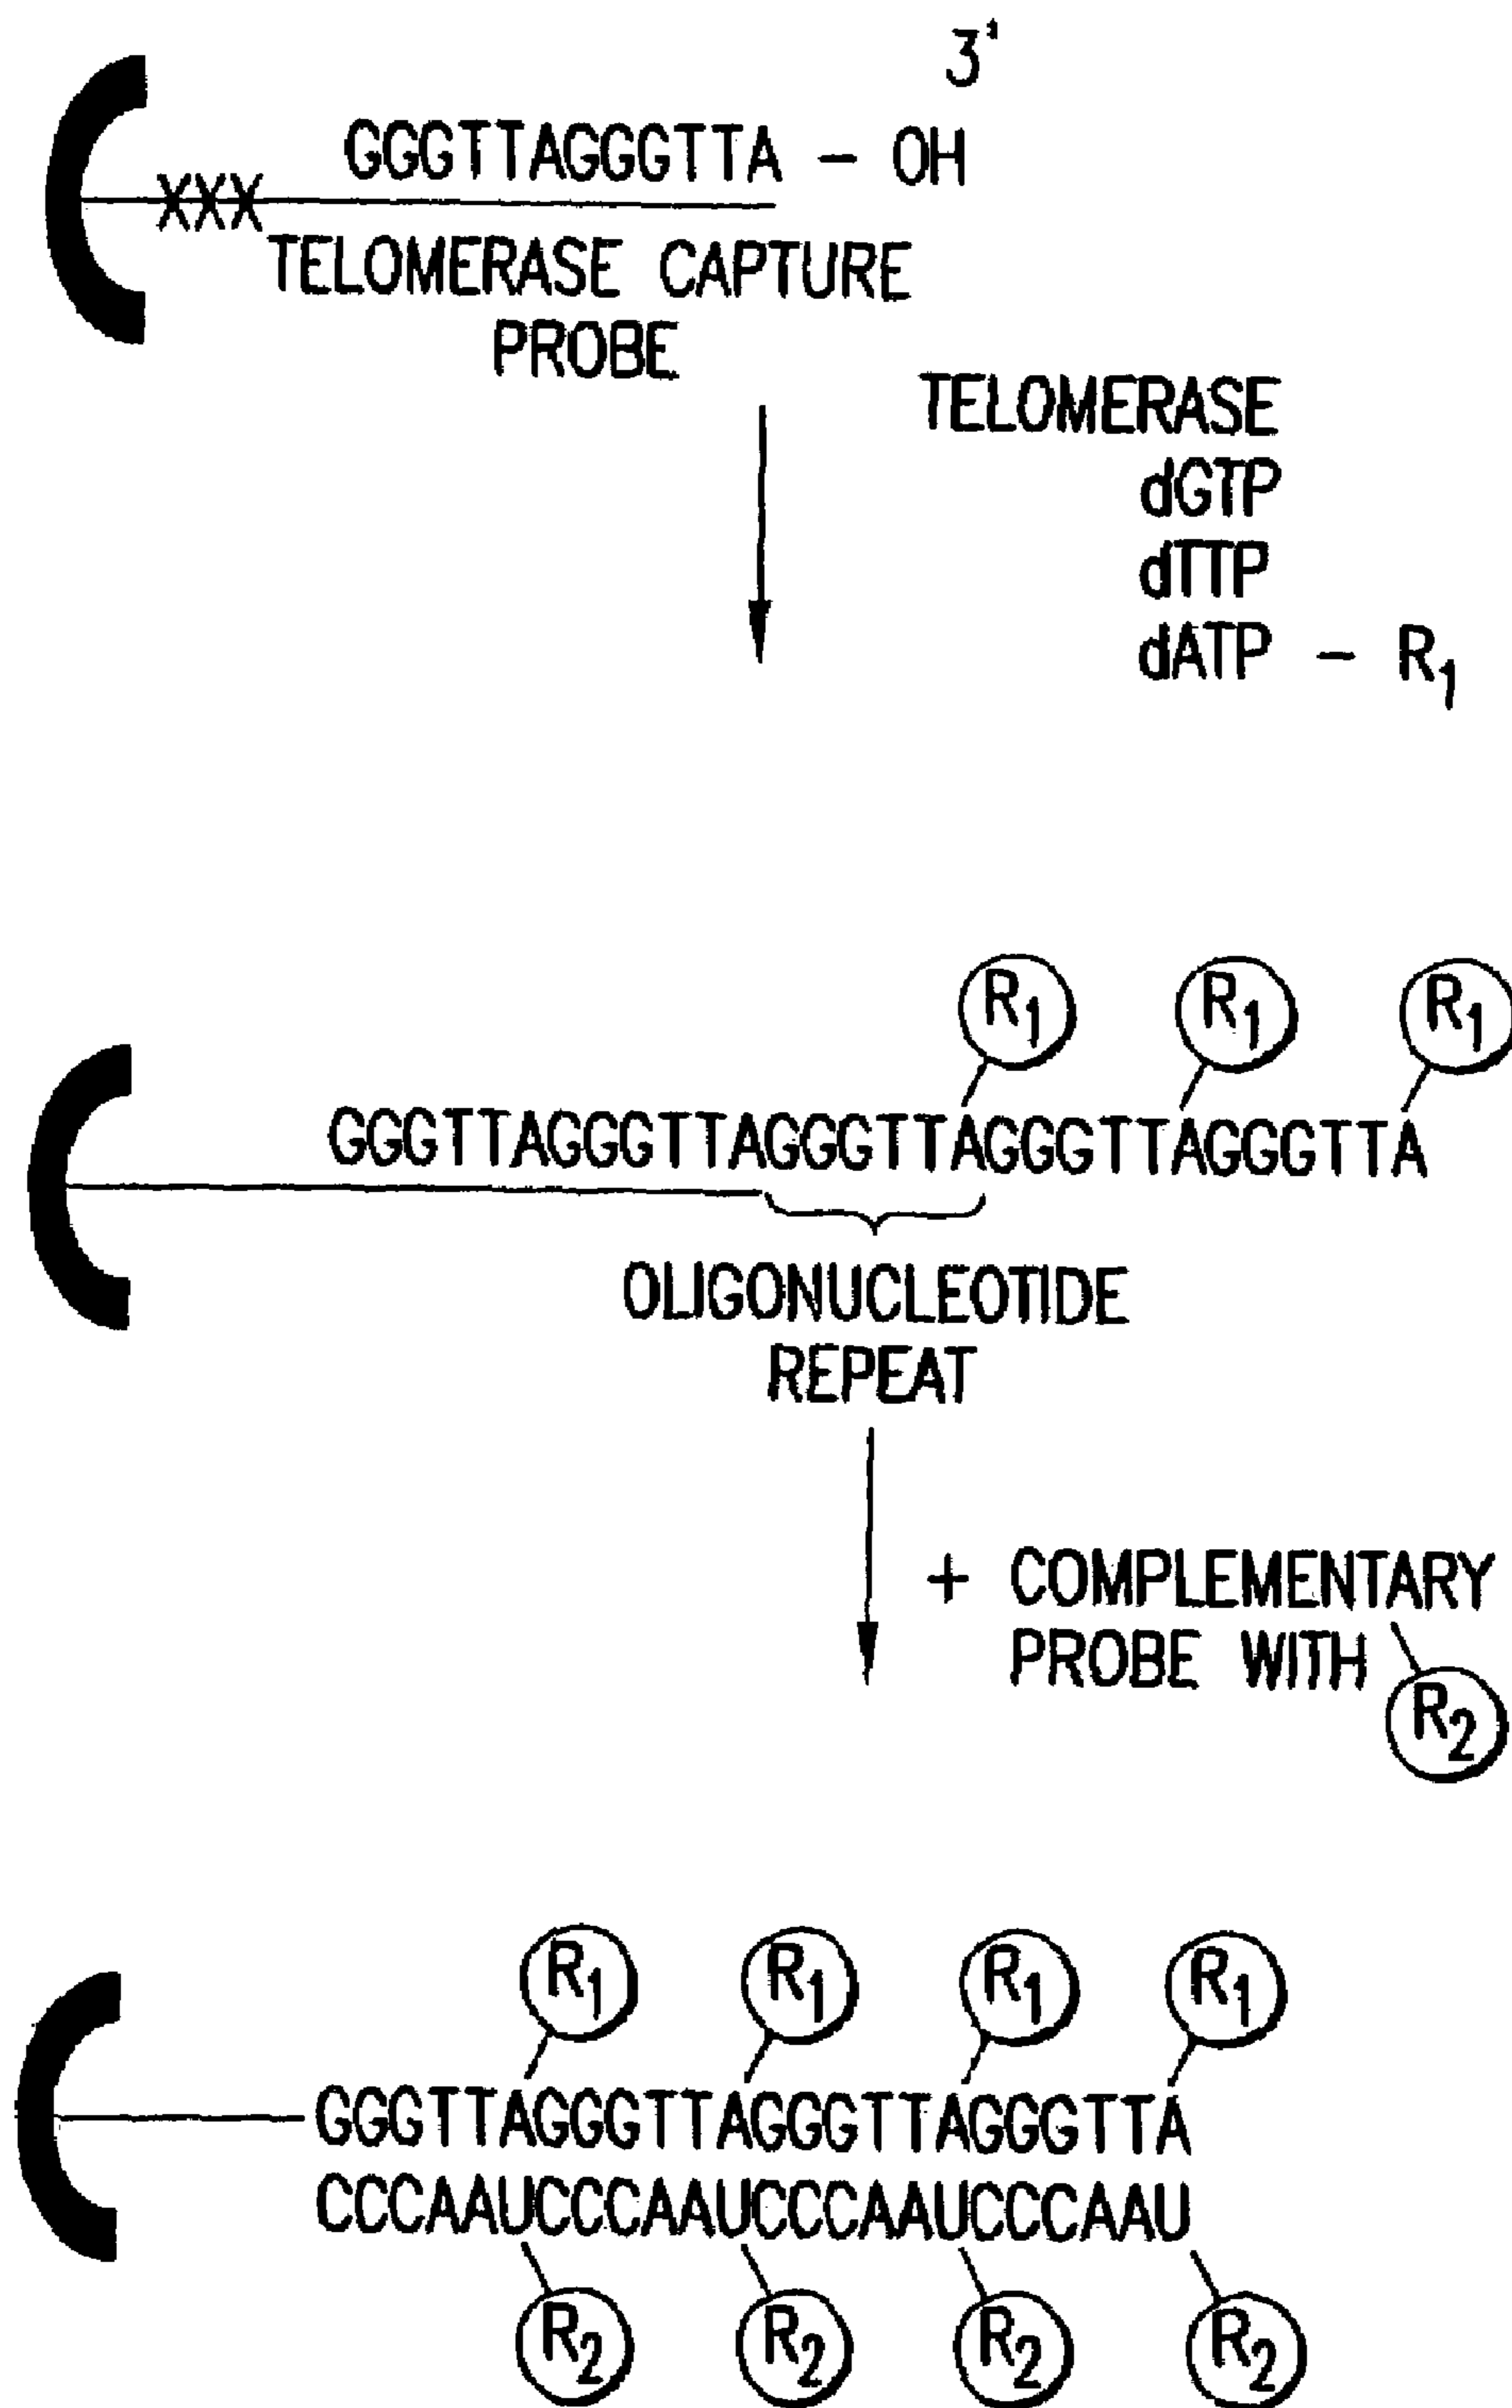 3'
GGGTTAGGGTTA – OH
XXX
TELOMERASE CAPTURE
PROBE
TELOMERASE
dGTP
dTTP
dATP – R1
R1 R1 R1
GGGTTAGGGTTAGGGTTAGGGTTAGGGTTA
OLIGONUCLEOTIDE
REPEAT
+ COMPLEMENTARY
PROBE WITH
R2
R1 R1 R1 R1
GGGTTAGGGTTAGGGTTAGGGTTA
CCCAAUCCCAAUCCCAAUCCCAAU
R2 R2 R2 R2